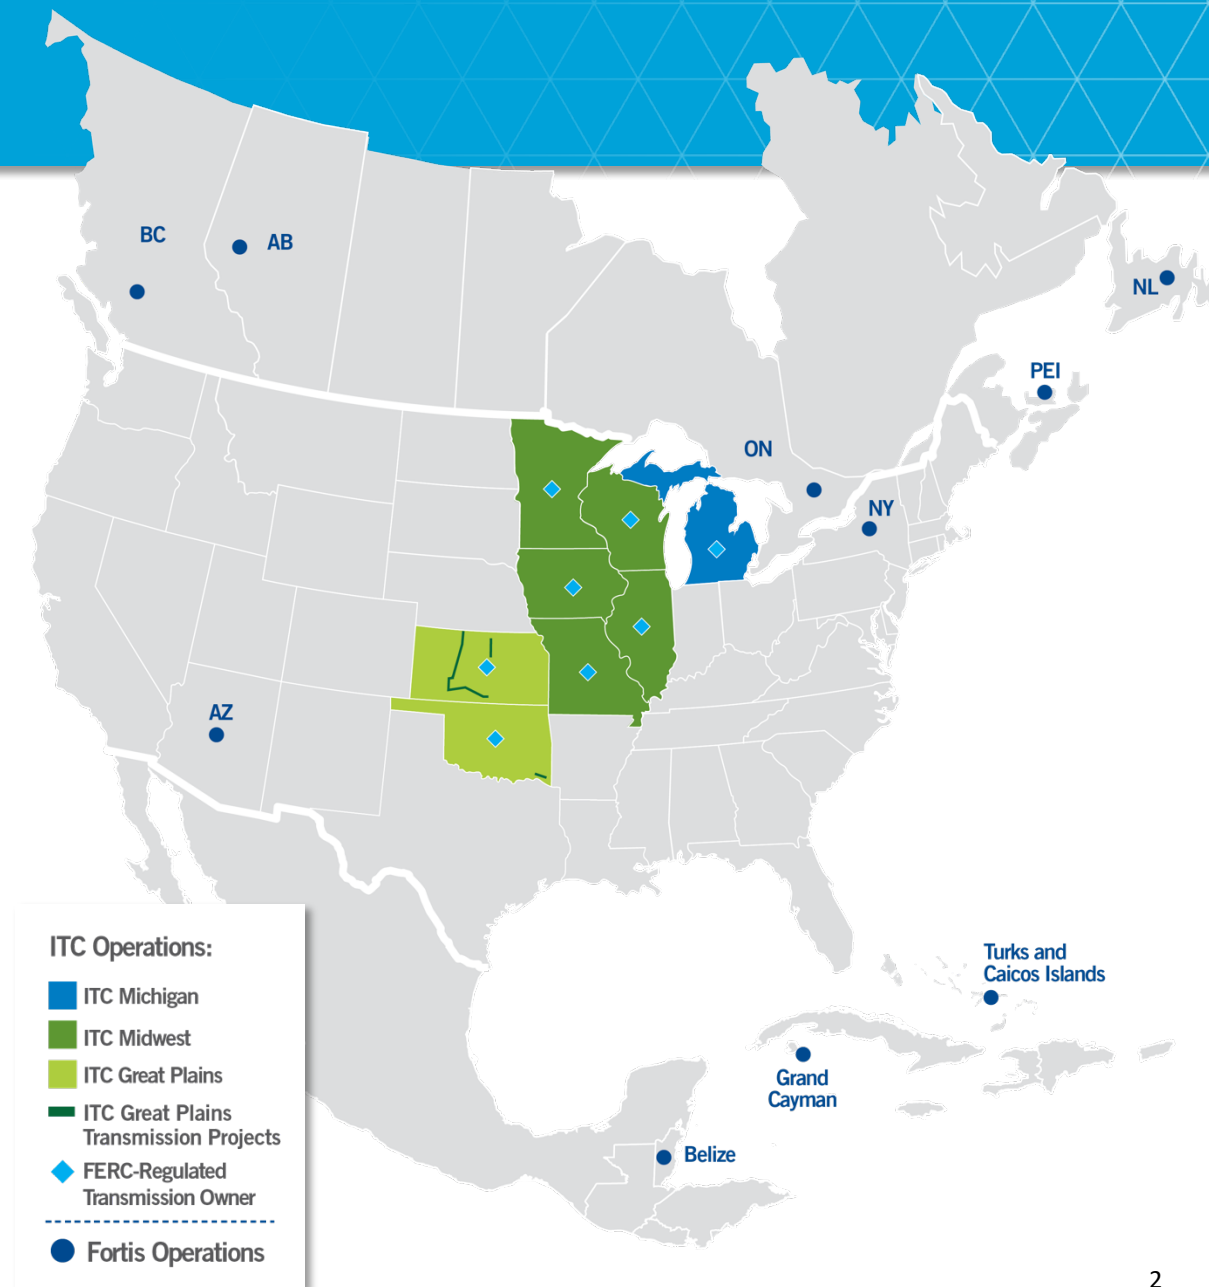 BC
AB
NL
PEI
ON
NY
AZ
ITC Operations:
ITC Michigan
ITC Midwest
ITC Great Plains
ITC Great Plains
Transmission Projects
FERC-Regulated
Transmission Owner
Fortis Operations
Turks and
Caicos Islands
Grand
Cayman
Belize
2